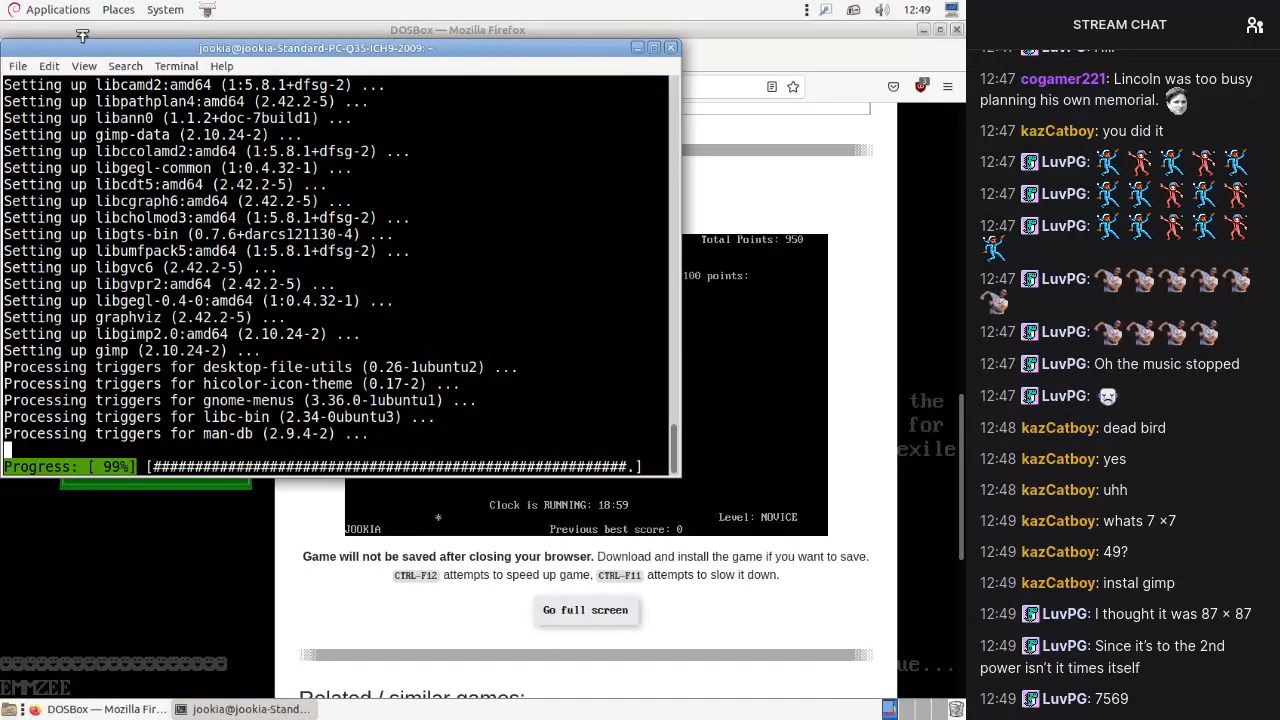 Applications Places System
12:49
DOSBox — Mozilla Firefox
jookia@jookia-Standard-PC-Q35-ICH9-2009: ~
File Edit View Search Terminal Help
Setting up libcamd2:amd64 (1:5.8.1+dfsg-2) ...
Setting up libpathplan4:amd64 (2.42.2-5) ...
Setting up libann0 (1.1.2+doc-7build1) ...
Setting up gimp-data (2.10.24-2) ...
Setting up libccolamd2:amd64 (1:5.8.1+dfsg-2) ...
Setting up libgegl-common (1:0.4.32-1) ...
Setting up libcdt5:amd64 (2.42.2-5) ...
Setting up libcgraph6:amd64 (2.42.2-5) ...
Setting up libcholmod3:amd64 (1:5.8.1+dfsg-2) ...
Setting up libgts-bin (0.7.6+darcs121130-4) ...
Setting up libumfpack5:amd64 (1:5.8.1+dfsg-2) ...
Setting up libgvc6 (2.42.2-5) ...
Setting up libgvpr2:amd64 (2.42.2-5) ...
Setting up libgegl-0.4-0:amd64 (1:0.4.32-1) ...
Setting up graphviz (2.42.2-5) ...
Setting up libgimp2.0:amd64 (2.10.24-2) ...
Setting up gimp (2.10.24-2) ...
Processing triggers for desktop-file-utils (0.26-1ubuntu2) ...
Processing triggers for hicolor-icon-theme (0.17-2) ...
Processing triggers for gnome-menus (3.36.0-1ubuntu1) ...
Processing triggers for libc-bin (2.34-0ubuntu3) ...
Processing triggers for man-db (2.9.4-2) ...
Progress: [ 99%] [##########################################################.]
3
Total Points: 950
100 points:
the
for
exile
Clock is RUNNING: 18:59
* Level: NOVICE
JOOKIA Previous best score: 0
Game will not be saved after closing your browser. Download and install the game if you want to save.
CTRL-F12 attempts to speed up game, CTRL-F11 attempts to slow it down.
Go full screen
ue...
EMMZEE
Related / similar games:
DOSBox — Mozilla Fir...
jookia@jookia-Stand...
STREAM CHAT
cogamer221: Lincoln was too busy
12:47
planning his own memorial.
12:47 kazCatboy: you did it
12:47 LuvPG:
12:47 LuvPG:
12:47 LuvPG:
12:47 LuvPG:
12:47 LuvPG:
12:47 LuvPG: Oh the music stopped
12:47 LuvPG:
12:48 kazCatboy: dead bird
12:48 kazCatboy: yes
12:48 kazCatboy: uhh
12:49 kazCatboy: whats 7 ×7
12:49 kazCatboy: 49?
12:49 kazCatboy: instal gimp
12:49 LuvPG: I thought it was 87 × 87
12:49 LuvPG: Since it's to the 2nd
power isn't it times itself
12:49 LuvPG: 7569